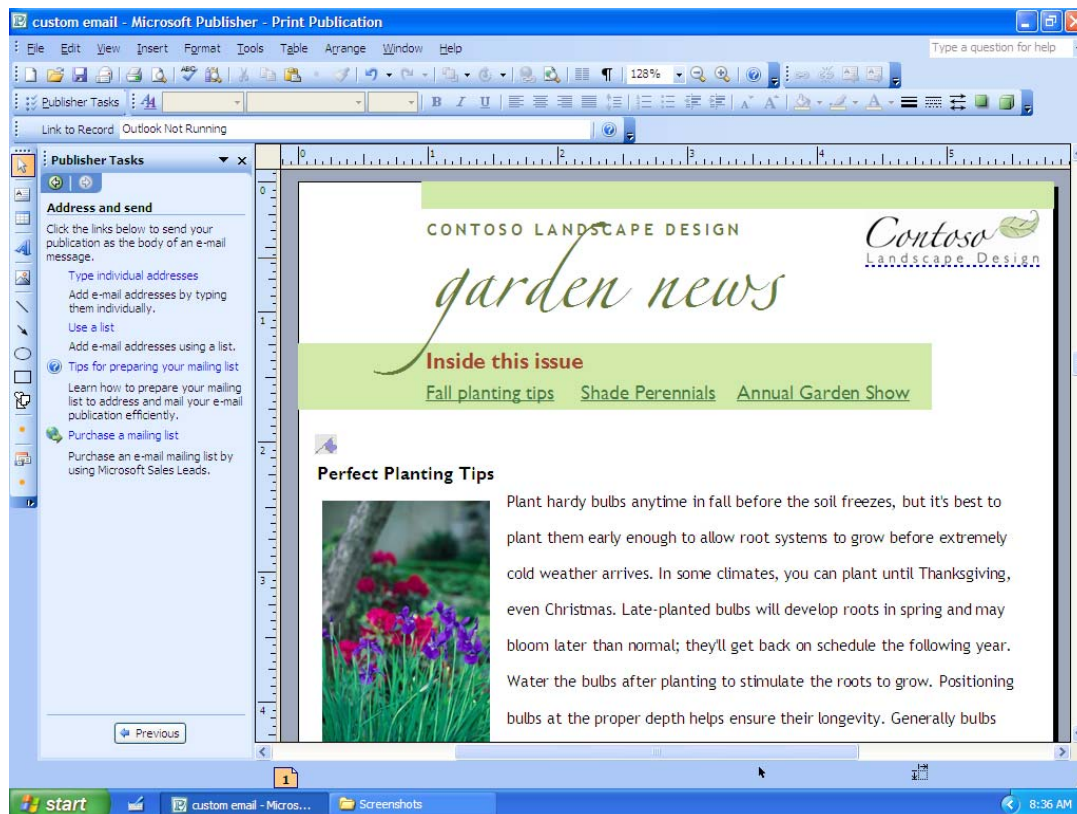 custom email - Microsoft Publisher - Print Publication
File Edit View Insert Format Tools Table Arrange Window Help
Type a question for help
128%
Publisher Tasks
B I U
Link to Record Outlook Not Running
Publisher Tasks
Address and send
Click the links below to send your
publication as the body of an e-mail
message.
Type individual addresses
Add e-mail addresses by typing
them individually.
Use a list
Add e-mail addresses using a list.
Tips for preparing your mailing list
Learn how to prepare your mailing
list to address and mail your e-mail
publication efficiently.
Purchase a mailing list
Purchase an e-mail mailing list by
using Microsoft Sales Leads.
Previous
0 1 2 3 4 5
0
1
2
3
4
CONTOSO LANDSCAPE DESIGN
garden news
Contoso
Landscape Design
Inside this issue
Fall planting tips Shade Perennials Annual Garden Show
Perfect Planting Tips
Plant hardy bulbs anytime in fall before the soil freezes, but it's best to
plant them early enough to allow root systems to grow before extremely
cold weather arrives. In some climates, you can plant until Thanksgiving,
even Christmas. Late-planted bulbs will develop roots in spring and may
bloom later than normal; they'll get back on schedule the following year.
Water the bulbs after planting to stimulate the roots to grow. Positioning
bulbs at the proper depth helps ensure their longevity. Generally bulbs
1
start
custom email - Micros...
Screenshots
8:36 AM